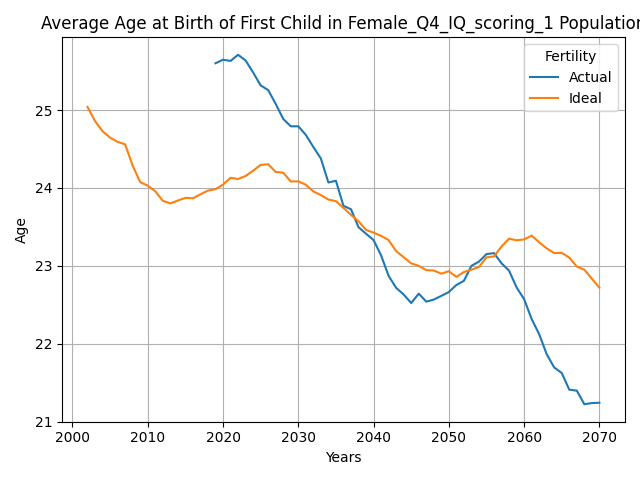 Average Age at Birth of First Child in Female_Q4_IQ_scoring_1 Population
Fertility
Actual
Ideal
25
24
23
22
21
Age
2000 2010 2020 2030 2040 2050 2060 2070
Years